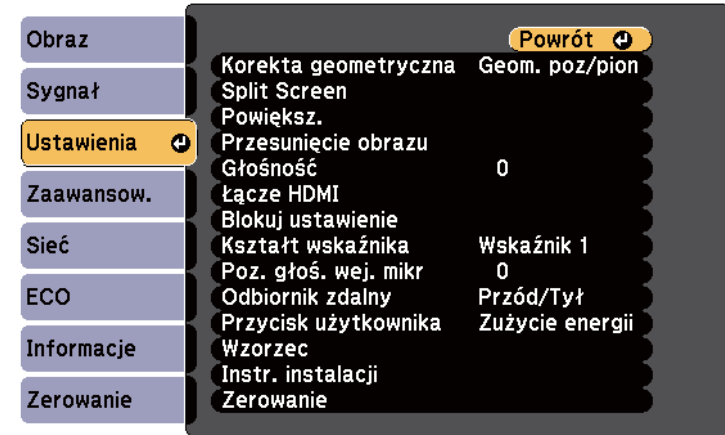 Obraz
Sygnał
Ustawienia
Zaawansow.
Sieć
ECO
Informacje
Zerowanie
Powrót
Korekta geometryczna Geom. poz/pion
Split Screen
Powiększ.
Przesunięcie obrazu
Głośność 0
Łącze HDMI
Blokuj ustawienie
Kształt wskaźnika Wskaźnik 1
Poz. głoś. wej. mikr 0
Odbiornik zdalny Przód/Tył
Przycisk użytkownika Zużycie energii
Wzorzec
Instr. instalacji
Zerowanie